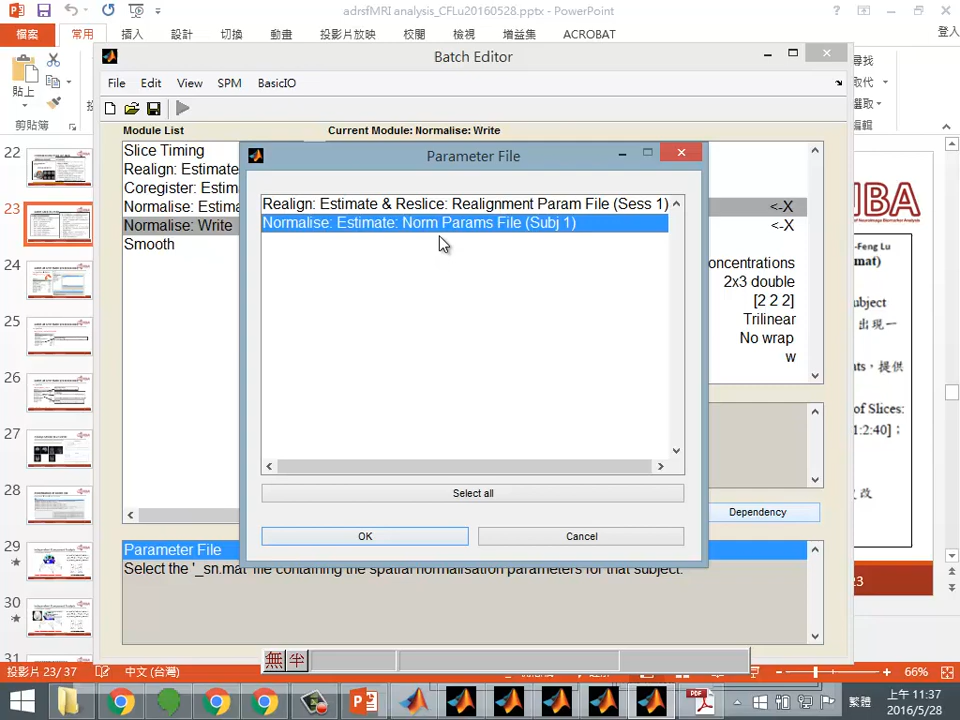 adrsfMRI analysis_CFLu20160528.pptx - PowerPoint
檔案 常用 插入 設計 切換 動畫 投影片放映 校閱 檢視 增益集 ACROBAT 登入
貼上
剪貼簿
尋找
取代
選取
編輯
Batch Editor
File Edit View SPM BasicIO
Module List
Current Module: Normalise: Write
Slice Timing
Realign: Estimate
Coregister: Estima
Normalise: Estima
Normalise: Write
Smooth
<-X
<-X
oncentrations
2x3 double
[2 2 2]
Trilinear
No wrap
w
Dependency
Parameter File
Realign: Estimate & Reslice: Realignment Param File (Sess 1)
Normalise: Estimate: Norm Params File (Subj 1)
Select all
OK Cancel
Parameter File
Select the '_sn.mat' file containing the spatial normalisation parameters for that subject.
22
23
24
25
26
27
28
29
30
31
-Feng Lu
mat)
ubject
出現一
ts，提供
of Slices:
1:2:40]；
改
23
無 半
投影片 23/37 中文 (台灣) 66%
PDF
繁體
上午 11:37
2016/5/28